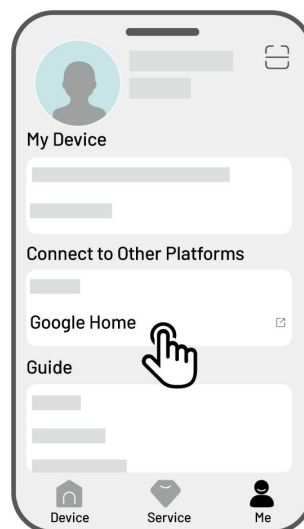 My Device
Connect to Other Platforms
Google Home
Guide
Device
Service
Me